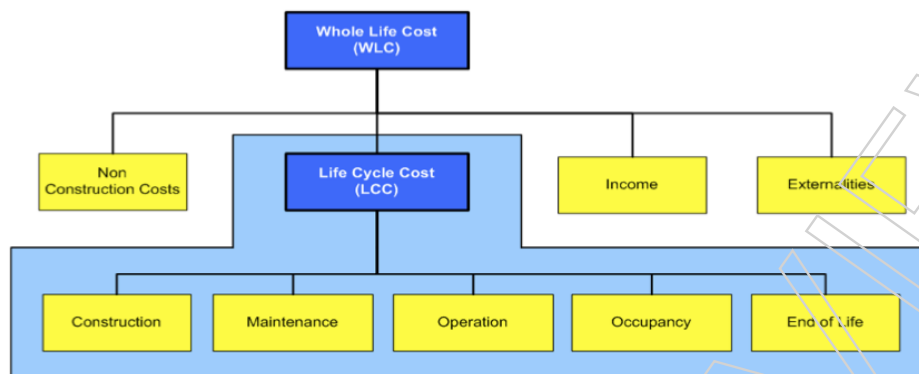 Whole Life Cost
(WLC)
Non
Construction Costs
Life Cycle Cost
(LCC)
Income
Externalities
Construction
Maintenance
Operation
Occupancy
End of Life